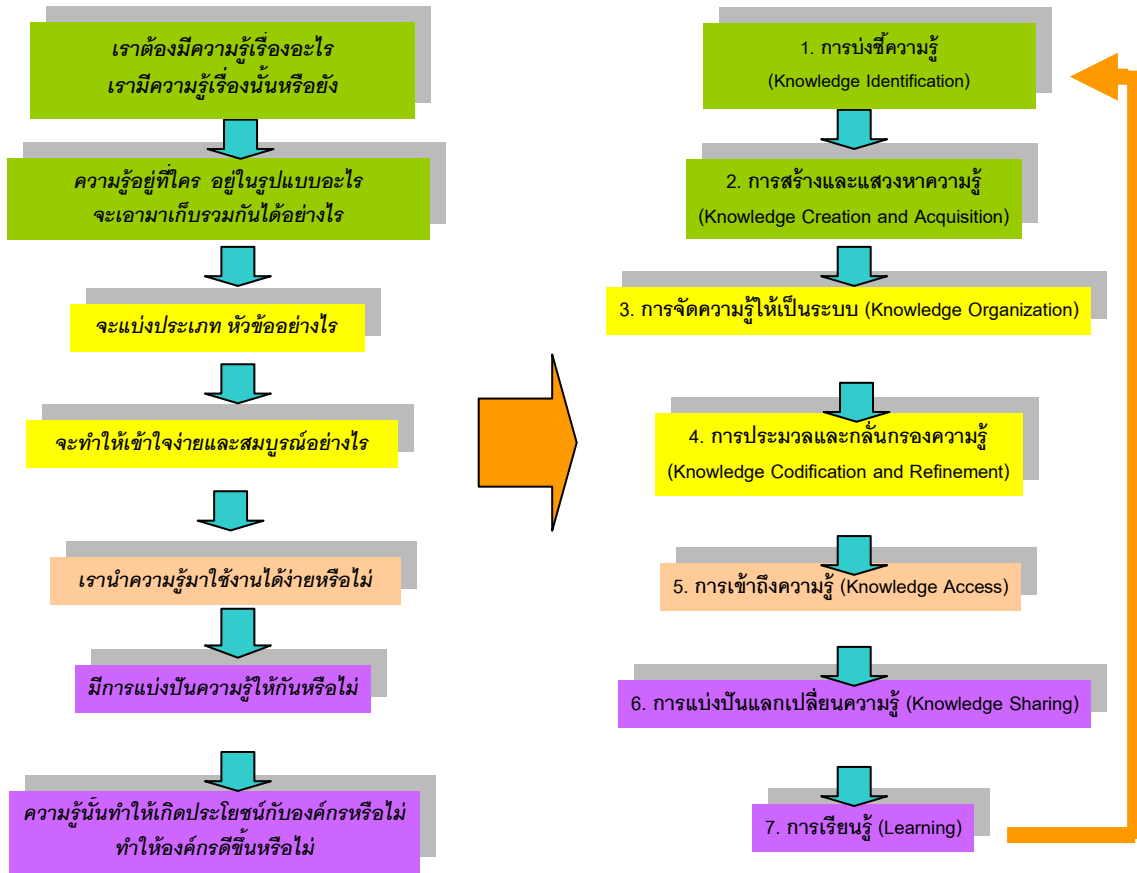 เราต้องมีความรู้เรื่องอะไร
เรามีความรู้เรื่องนั้นหรือยัง
ความรู้อยู่ที่ใคร อยู่ในรูปแบบอะไร
จะเอามาเก็บรวมกันได้อย่างไร
จะแบ่งประเภท หัวข้ออย่างไร
จะทำให้เข้าใจง่ายและสมบูรณ์อย่างไร
เรานำความรู้มาใช้งานได้ง่ายหรือไม่
มีการแบ่งปันความรู้ให้กันหรือไม่
ความรู้นั้นทำให้เกิดประโยชน์กับองค์กรหรือไม่
ทำให้องค์กรดีขึ้นหรือไม่
1. การบ่งชี้ความรู้
(Knowledge Identification)
2. การสร้างและแสวงหาความรู้
(Knowledge Creation and Acquisition)
3. การจัดความรู้ให้เป็นระบบ (Knowledge Organization)
4. การประมวลและกลั่นกรองความรู้
(Knowledge Codification and Refinement)
5. การเข้าถึงความรู้ (Knowledge Access)
6. การแบ่งปันแลกเปลี่ยนความรู้ (Knowledge Sharing)
7. การเรียนรู้ (Learning)